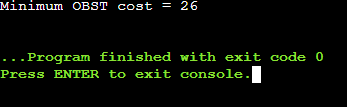 Minimum OBST cost = 26
...Program finished with exit code 0
Press ENTER to exit console.